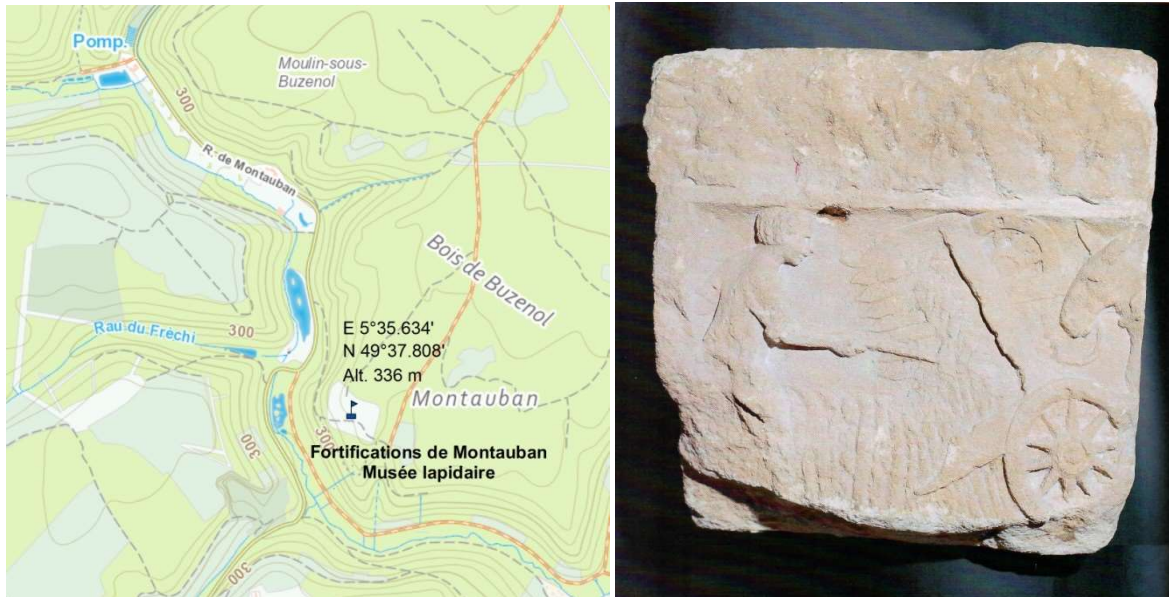 Pomp.
Moulin-sous-
Buzenol
300
R. de Montauban
Bois de Buzenol
Rau du Fréchi
300
E 5°35.634'
N 49°37.808'
Alt. 336 m
Montauban
300
300
Fortifications de Montauban
Musée lapidaire
300